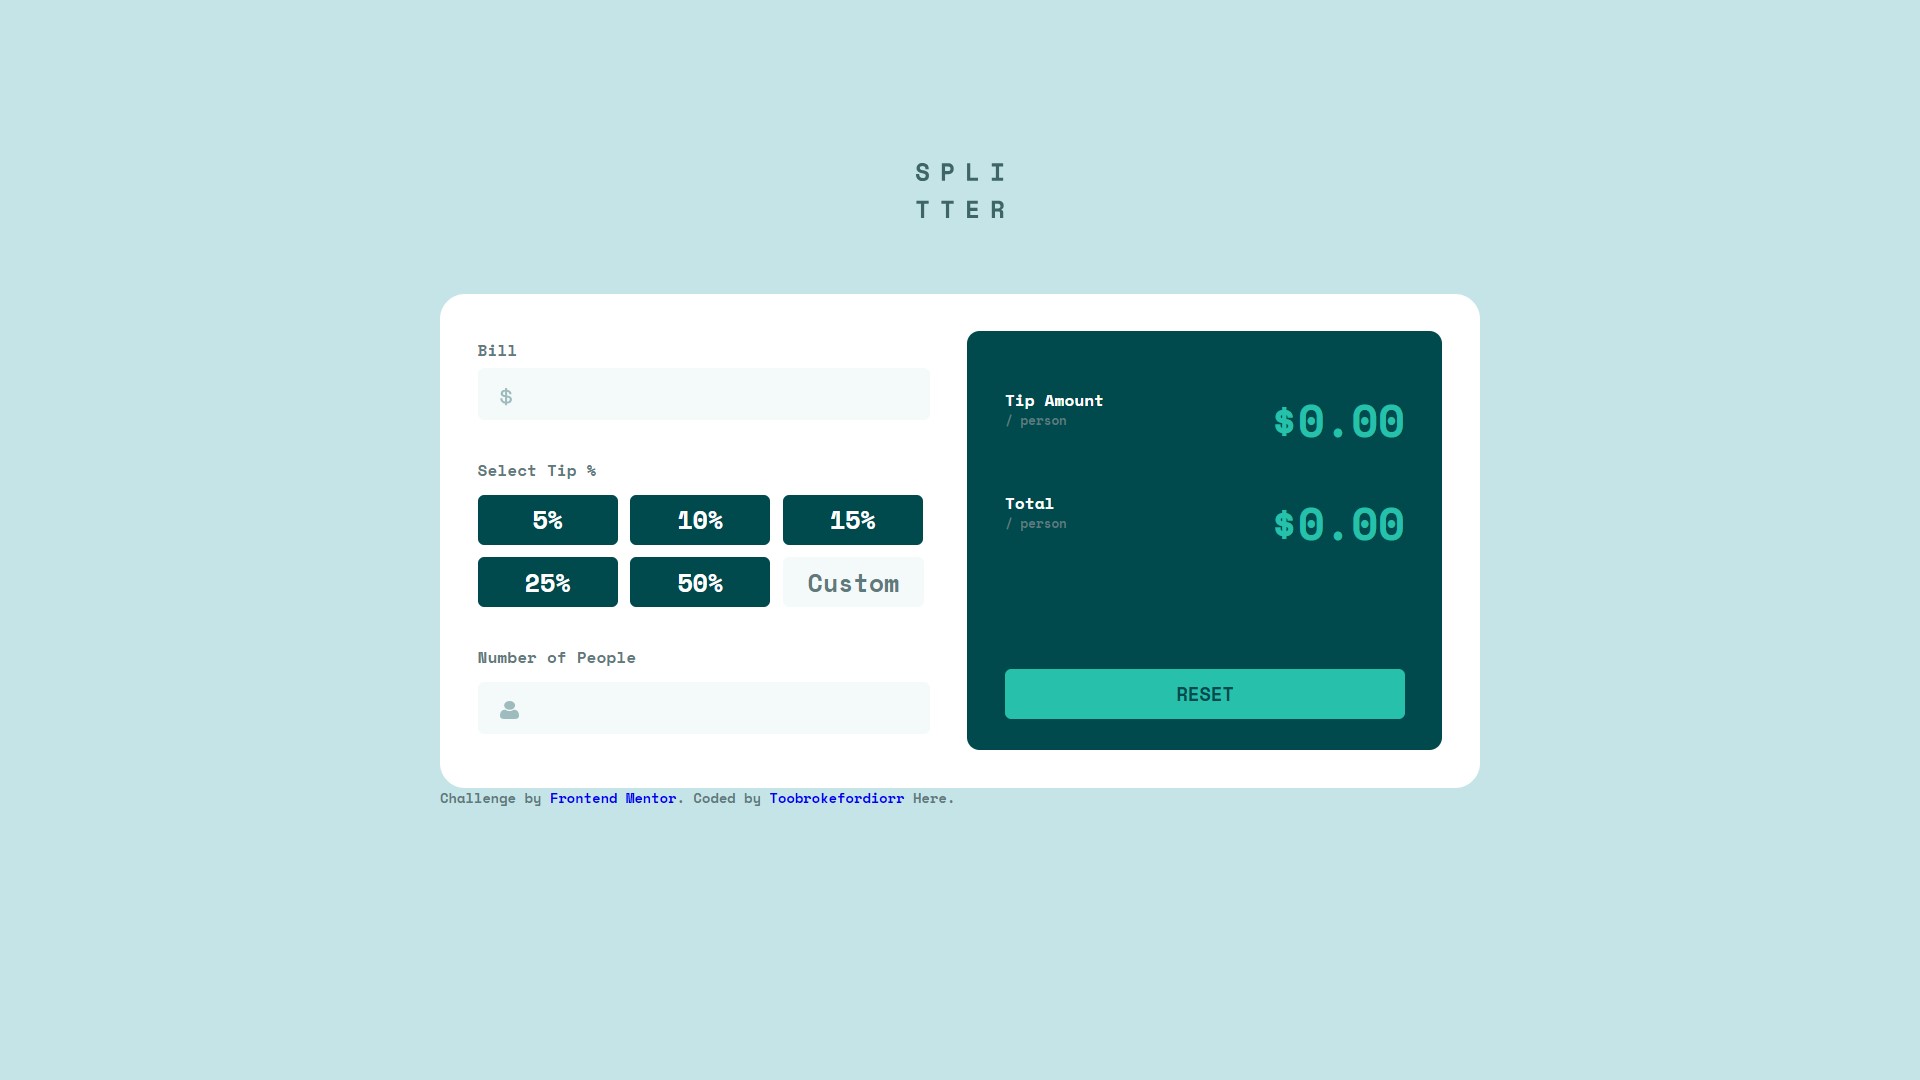 SPLI
TTER
Bill
$
Select Tip %
5%
10%
15%
25%
50%
Custom
Number of People
Tip Amount
/ person
$0.00
Total
/ person
$0.00
RESET
Challenge by Frontend Mentor. Coded by Toobrokefordiorr Here.